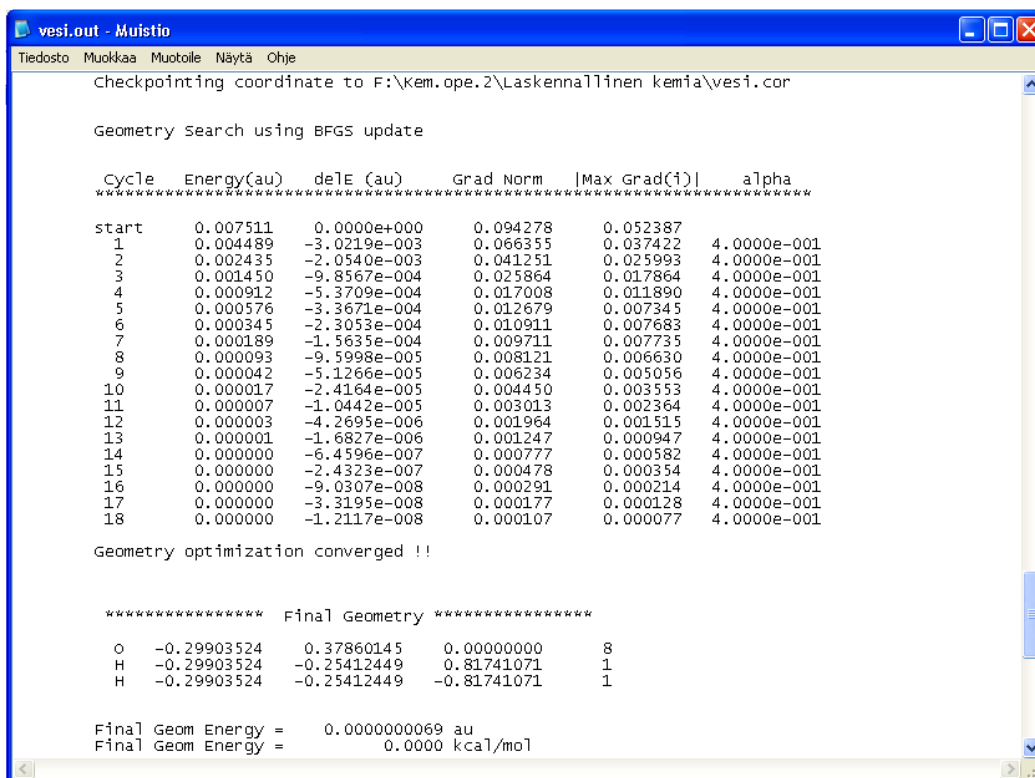 vesi.out - Muistio
Tiedosto Muokkaa Muotoile Näytä Ohje
Checkpointing coordinate to F:\Kem.ope.2\Laskennallinen kemia\vesi.cor
Geometry Search using BFGS update
Cycle Energy(au) delE (au) Grad Norm |Max Grad(i)| alpha
************************************************************************
start 0.007511 0.0000e+000 0.094278 0.052387
1 0.004489 -3.0219e-003 0.066355 0.037422 4.0000e-001
2 0.002435 -2.0540e-003 0.041251 0.025993 4.0000e-001
3 0.001450 -9.8567e-004 0.025864 0.017864 4.0000e-001
4 0.000912 -5.3709e-004 0.017008 0.011890 4.0000e-001
5 0.000576 -3.3671e-004 0.012679 0.007345 4.0000e-001
6 0.000345 -2.3053e-004 0.010911 0.007683 4.0000e-001
7 0.000189 -1.5635e-004 0.009711 0.007735 4.0000e-001
8 0.000093 -9.5998e-005 0.008121 0.006630 4.0000e-001
9 0.000042 -5.1266e-005 0.006234 0.005056 4.0000e-001
10 0.000017 -2.4164e-005 0.004450 0.003553 4.0000e-001
11 0.000007 -1.0442e-005 0.003013 0.002364 4.0000e-001
12 0.000003 -4.2695e-006 0.001964 0.001515 4.0000e-001
13 0.000001 -1.6827e-006 0.001247 0.000947 4.0000e-001
14 0.000000 -6.4596e-007 0.000777 0.000582 4.0000e-001
15 0.000000 -2.4323e-007 0.000478 0.000354 4.0000e-001
16 0.000000 -9.0307e-008 0.000291 0.000214 4.0000e-001
17 0.000000 -3.3195e-008 0.000177 0.000128 4.0000e-001
18 0.000000 -1.2117e-008 0.000107 0.000077 4.0000e-001
Geometry optimization converged !!
**************** Final Geometry ****************
O -0.29903524 0.37860145 0.00000000 8
H -0.29903524 -0.25412449 0.81741071 1
H -0.29903524 -0.25412449 -0.81741071 1
Final Geom Energy = 0.0000000069 au
Final Geom Energy = 0.0000 kcal/mol